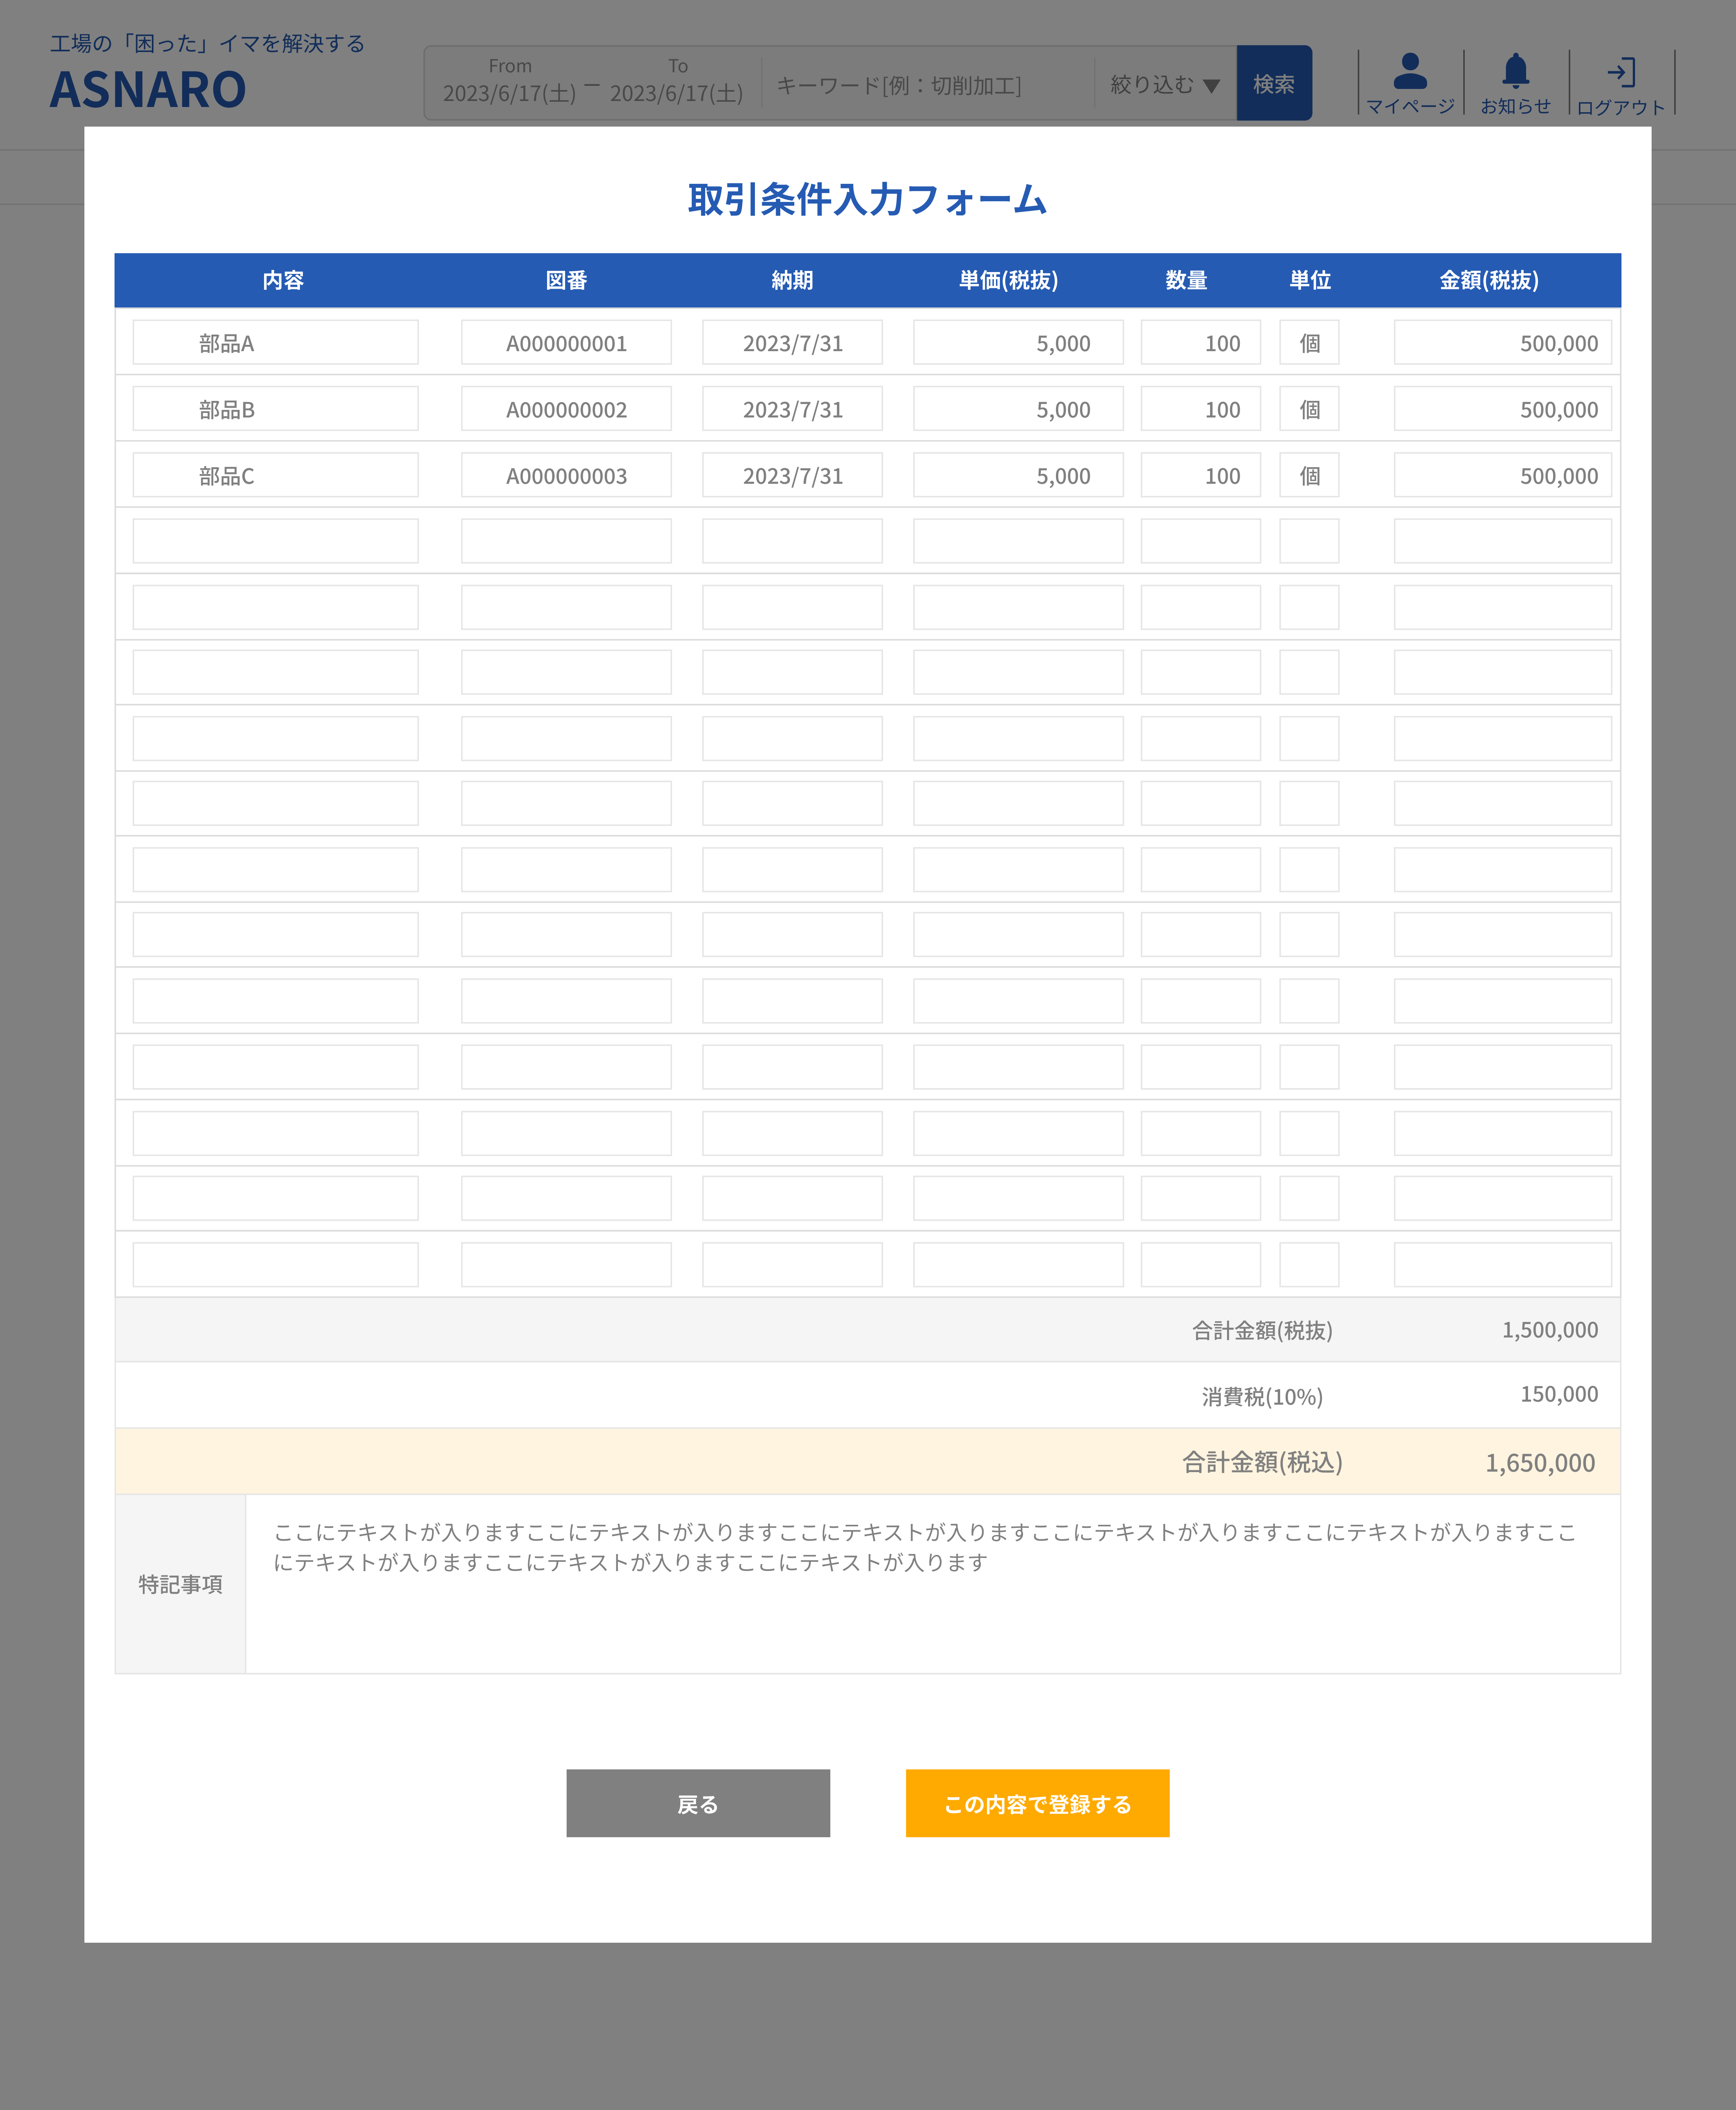 工場の「困った」イマを解決する
ASNARO
From
To
2023/6/17(土) ー 2023/6/17(土)
キーワード[例：切削加工]
絞り込む▼
検索
マイページ
お知らせ
ログアウト
取引条件入力フォーム
内容 図番 納期 単価(税抜) 数量 単位 金額(税抜)
部品A A000000001 2023/7/31 5,000 100 個 500,000
部品B A000000002 2023/7/31 5,000 100 個 500,000
部品C A000000003 2023/7/31 5,000 100 個 500,000
合計金額(税抜) 1,500,000
消費税(10%) 150,000
合計金額(税込) 1,650,000
特記事項
ここにテキストが入りますここにテキストが入りますここにテキストが入りますここにテキストが入りますここにテキストが入りますここ
にテキストが入りますここにテキストが入りますここにテキストが入ります
戻る
この内容で登録する